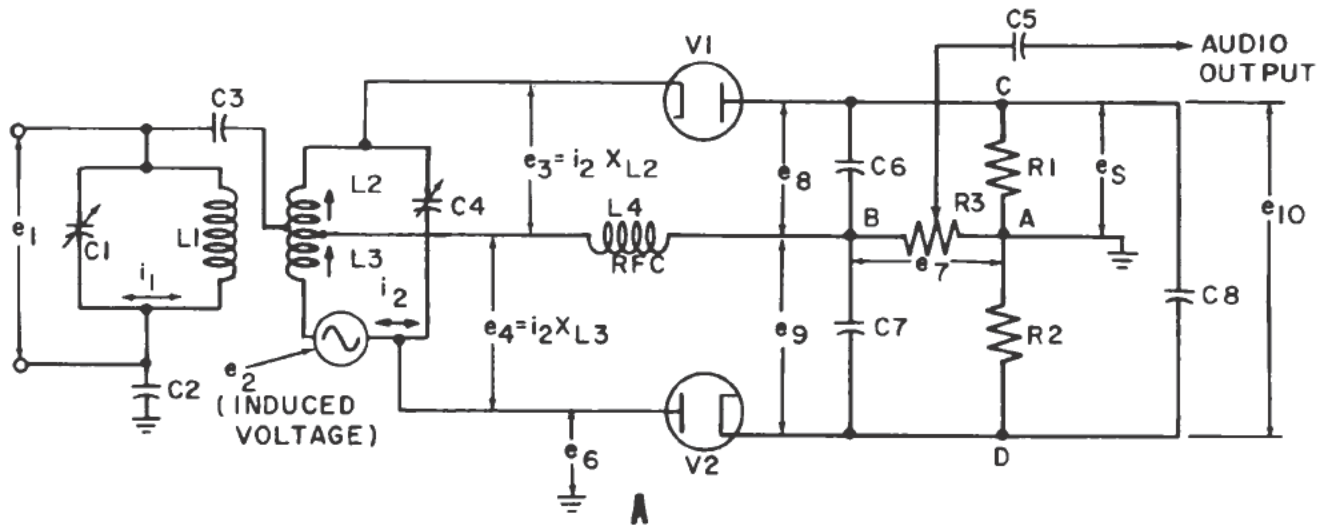 C5
AUDIO
OUTPUT
V1
C3
C
e3 = i2 XL2
e8
C6
R1
eS
L2
C4
L4
R3
e10
e1
C1
L1
B
A
RFC
L3
e7
i1
i2
C8
e4 = i2XL3
e9
C7
R2
e2
C2
(INDUCED
VOLTAGE)
e6
V2
D
A